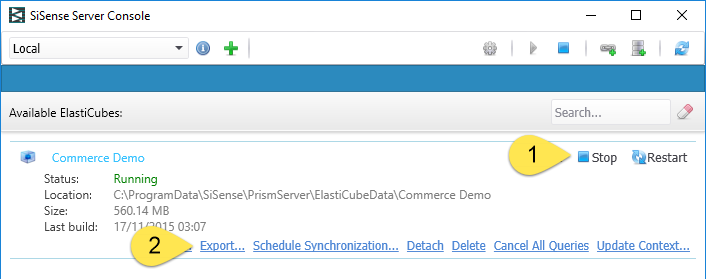 SiSense Server Console
Local
Available ElastiCubes:
Search...
Commerce Demo
1
Stop
Restart
Status: Running
Location: C:\ProgramData\SiSense\PrismServer\ElastiCubeData\Commerce Demo
Size: 560.14 MB
Last build: 17/11/2015 03:07
2
Export... Schedule Synchronization... Detach Delete Cancel All Queries Update Context...